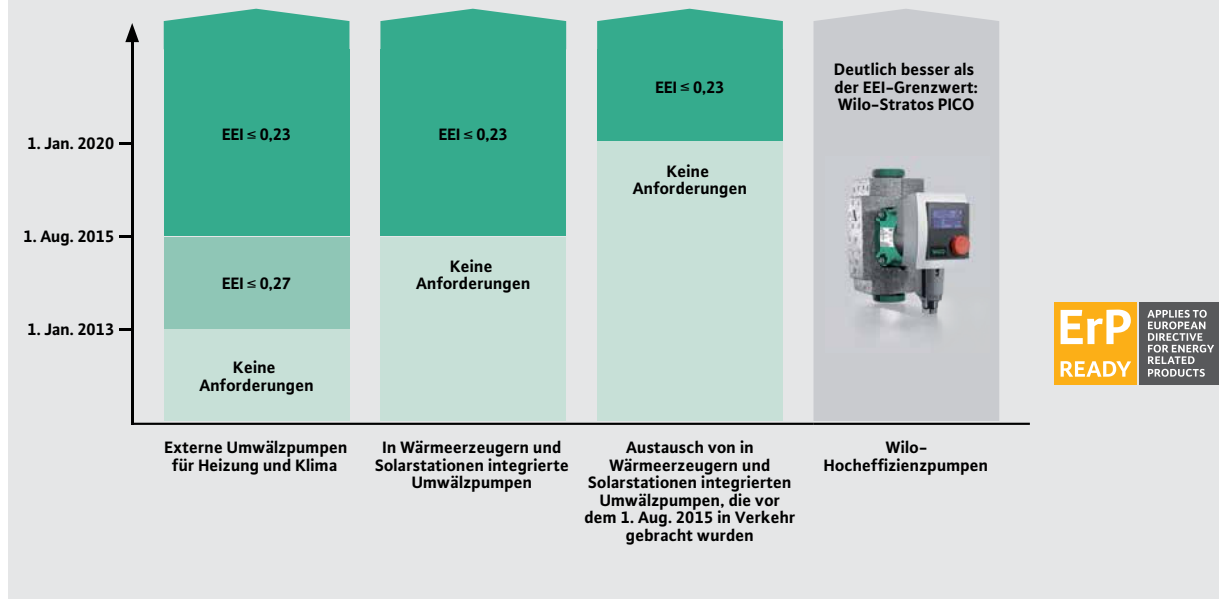 1. Jan. 2020
1. Aug. 2015
1. Jan. 2013
EEI ≤ 0,23
EEI ≤ 0,27
Keine
Anforderungen
Externe Umwälzpumpen
für Heizung und Klima
EEI ≤ 0,23
Keine
Anforderungen
In Wärmeerzeugern und
Solarstationen integrierte
Umwälzpumpen
EEI ≤ 0,23
Keine
Anforderungen
Austausch von in
Wärmeerzeugern und
Solarstationen integrierten
Umwälzpumpen, die vor
dem 1. Aug. 2015 in Verkehr
gebracht wurden
Deutlich besser als
der EEI-Grenzwert:
Wilo-Stratos PICO
Wilo-
Hocheffizienzpumpen
ErP
READY
APPLIES TO
EUROPEAN
DIRECTIVE
FOR ENERGY
RELATED
PRODUCTS